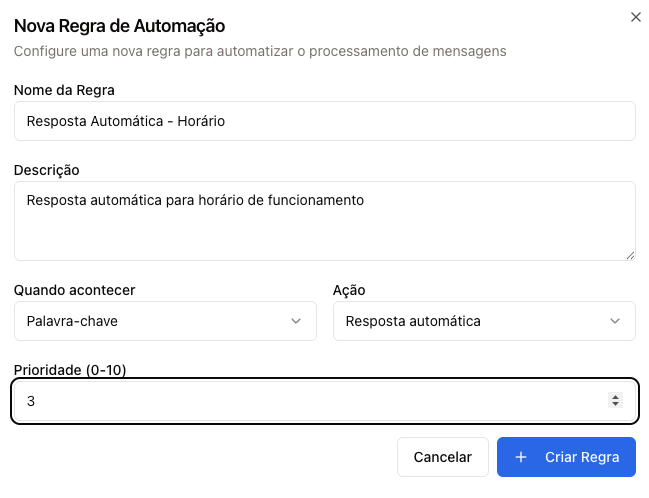 Nova Regra de Automação
Configure uma nova regra para automatizar o processamento de mensagens
Nome da Regra
Resposta Automática - Horário
Descrição
Resposta automática para horário de funcionamento
Quando acontecer
Ação
Palavra-chave
Resposta automática
Prioridade (0-10)
3
Cancelar
+ Criar Regra